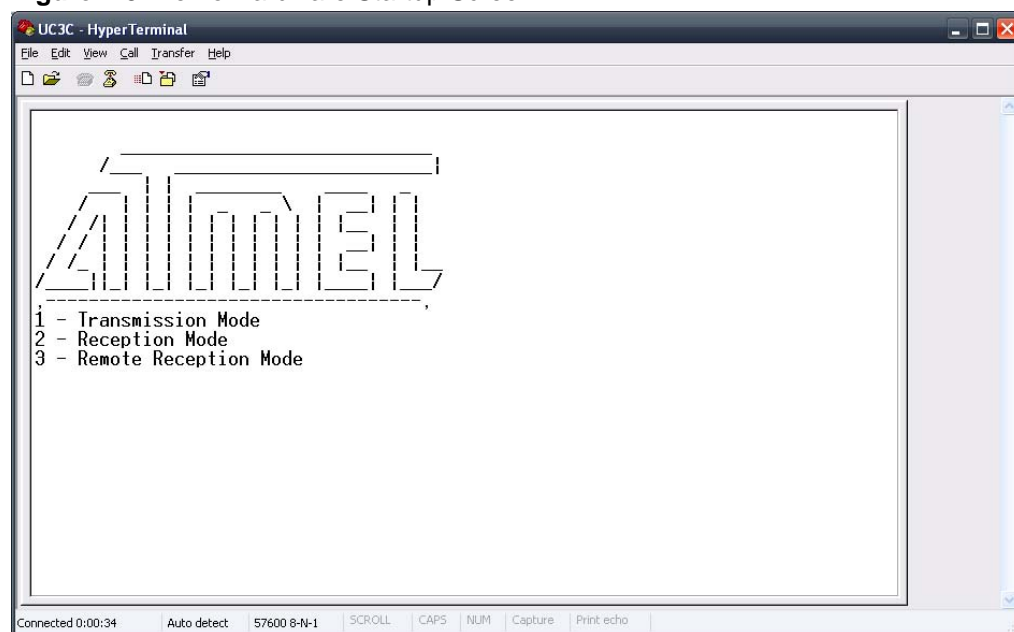 UC3C - HyperTerminal
File Edit View Call Transfer Help
ATMEL
1 - Transmission Mode
2 - Reception Mode
3 - Remote Reception Mode
Connected 0:00:34 Auto detect 57600 8-N-1 SCROLL CAPS NUM Capture Print echo